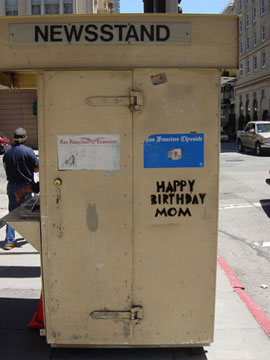 NEWSSTAND
San Francisco Examiner
San Francisco Chronicle
HAPPY
BIRTHDAY
MOM